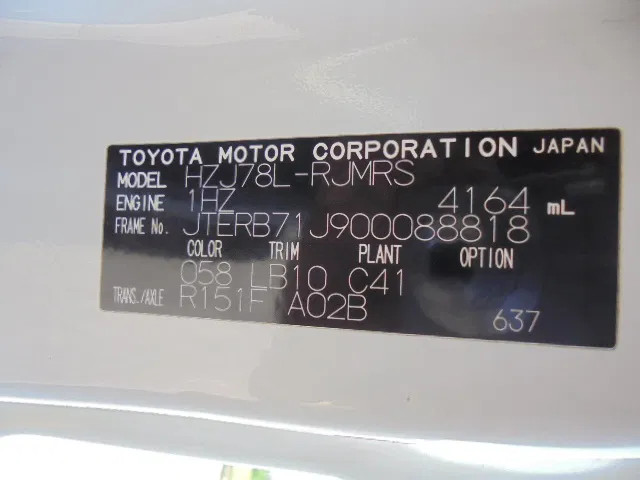 TOYOTA MOTOR CORPORATION JAPAN
MODEL HZJ78L-RJMRS
ENGINE 1HZ 4164 mL
FRAME No. JTERB71J900088818
COLOR TRIM PLANT OPTION
058 LB10 C41
TRANS./AXLE R151F A02B
637